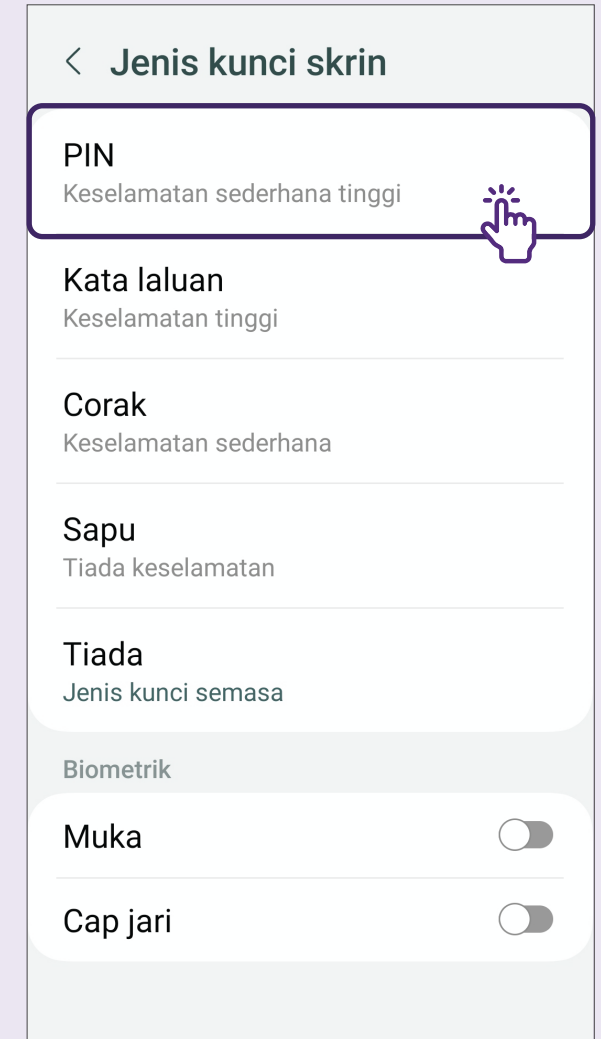 Jenis kunci skrin
PIN
Keselamatan sederhana tinggi
Kata laluan
Keselamatan tinggi
Corak
Keselamatan sederhana
Sapu
Tiada keselamatan
Tiada
Jenis kunci semasa
Biometrik
Muka
Cap jari